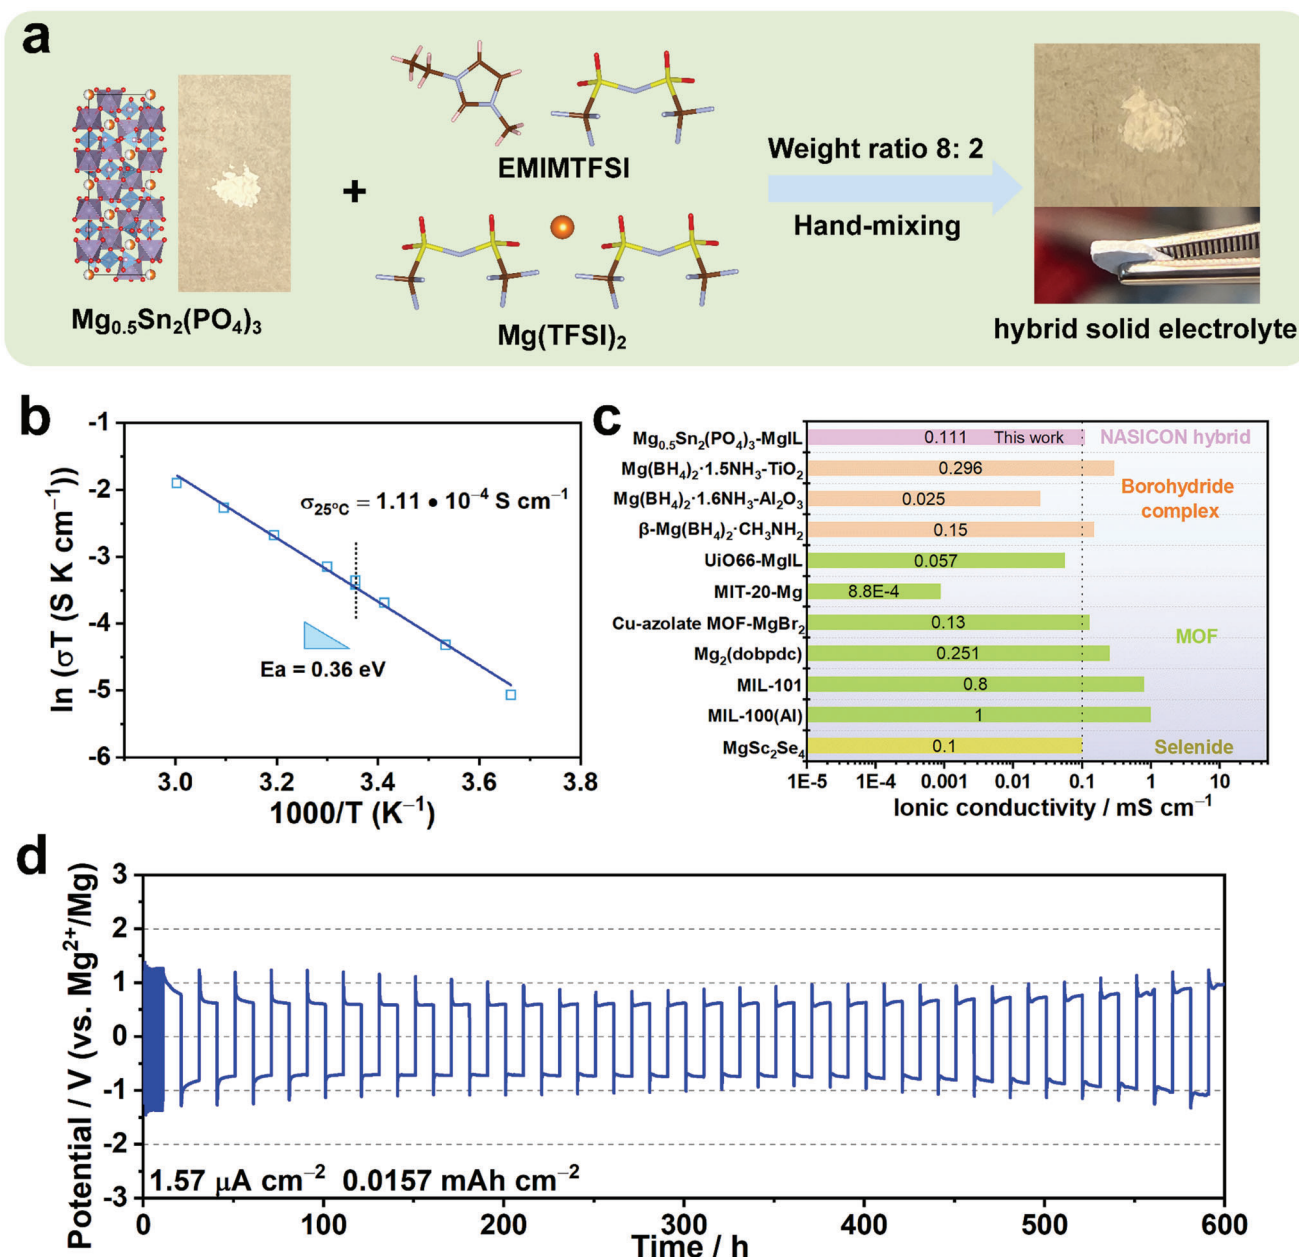 a
EMIMTFSI
Weight ratio 8: 2
+
Hand-mixing
Mg₀.₅Sn₂(PO₄)₃
Mg(TFSI)₂
hybrid solid electrolyte
b
ln (σT (S K cm⁻¹))
-1
-2
-3
-4
-5
-6
σ₂₅ₒC = 1.11 • 10⁻⁴ S cm⁻¹
Ea = 0.36 eV
3.0 3.2 3.4 3.6 3.8
1000/T (K⁻¹)
c
Mg₀.₅Sn₂(PO₄)₃-MgIL 0.111 This work NASICON hybrid
Mg(BH₄)₂·1.5NH₃-TiO₂ 0.296
Borohydride
complex
Mg(BH₄)₂·1.6NH₃-Al₂O₃ 0.025
β-Mg(BH₄)₂·CH₃NH₂ 0.15
UiO66-MgIL 0.057
MIT-20-Mg 8.8E-4
Cu-azolate MOF-MgBr₂ 0.13
MOF
Mg₂(dobpdc) 0.251
MIL-101 0.8
MIL-100(Al) 1
MgSc₂Se₄ 0.1 Selenide
1E-5 1E-4 0.001 0.01 0.1 1 10
Ionic conductivity / mS cm⁻¹
d
Potential / V (vs. Mg²⁺/Mg)
3
2
1
0
-1
-2
-3
1.57 μA cm⁻² 0.0157 mAh cm⁻²
0 100 200 300 400 500 600
Time / h